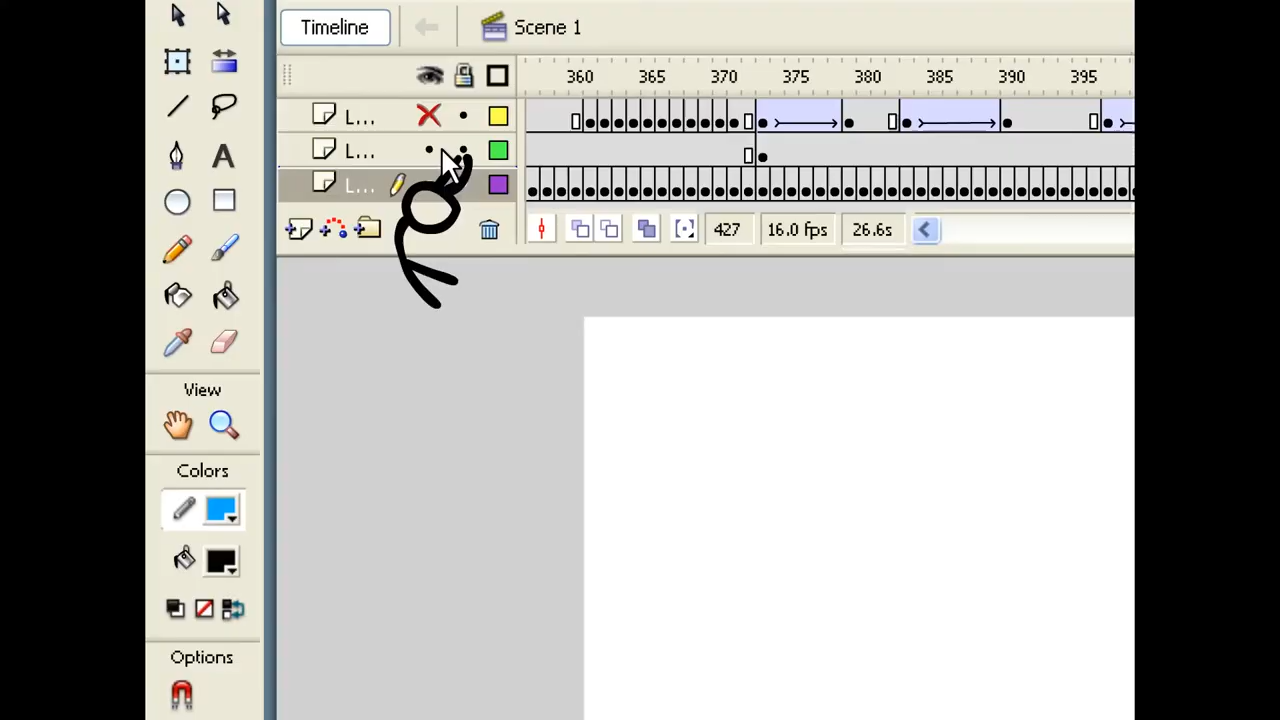 Timeline Scene 1
360 365 370 375 380 385 390 395
L...
L...
L...
427 16.0 fps 26.6s
A
View
Colors
Options